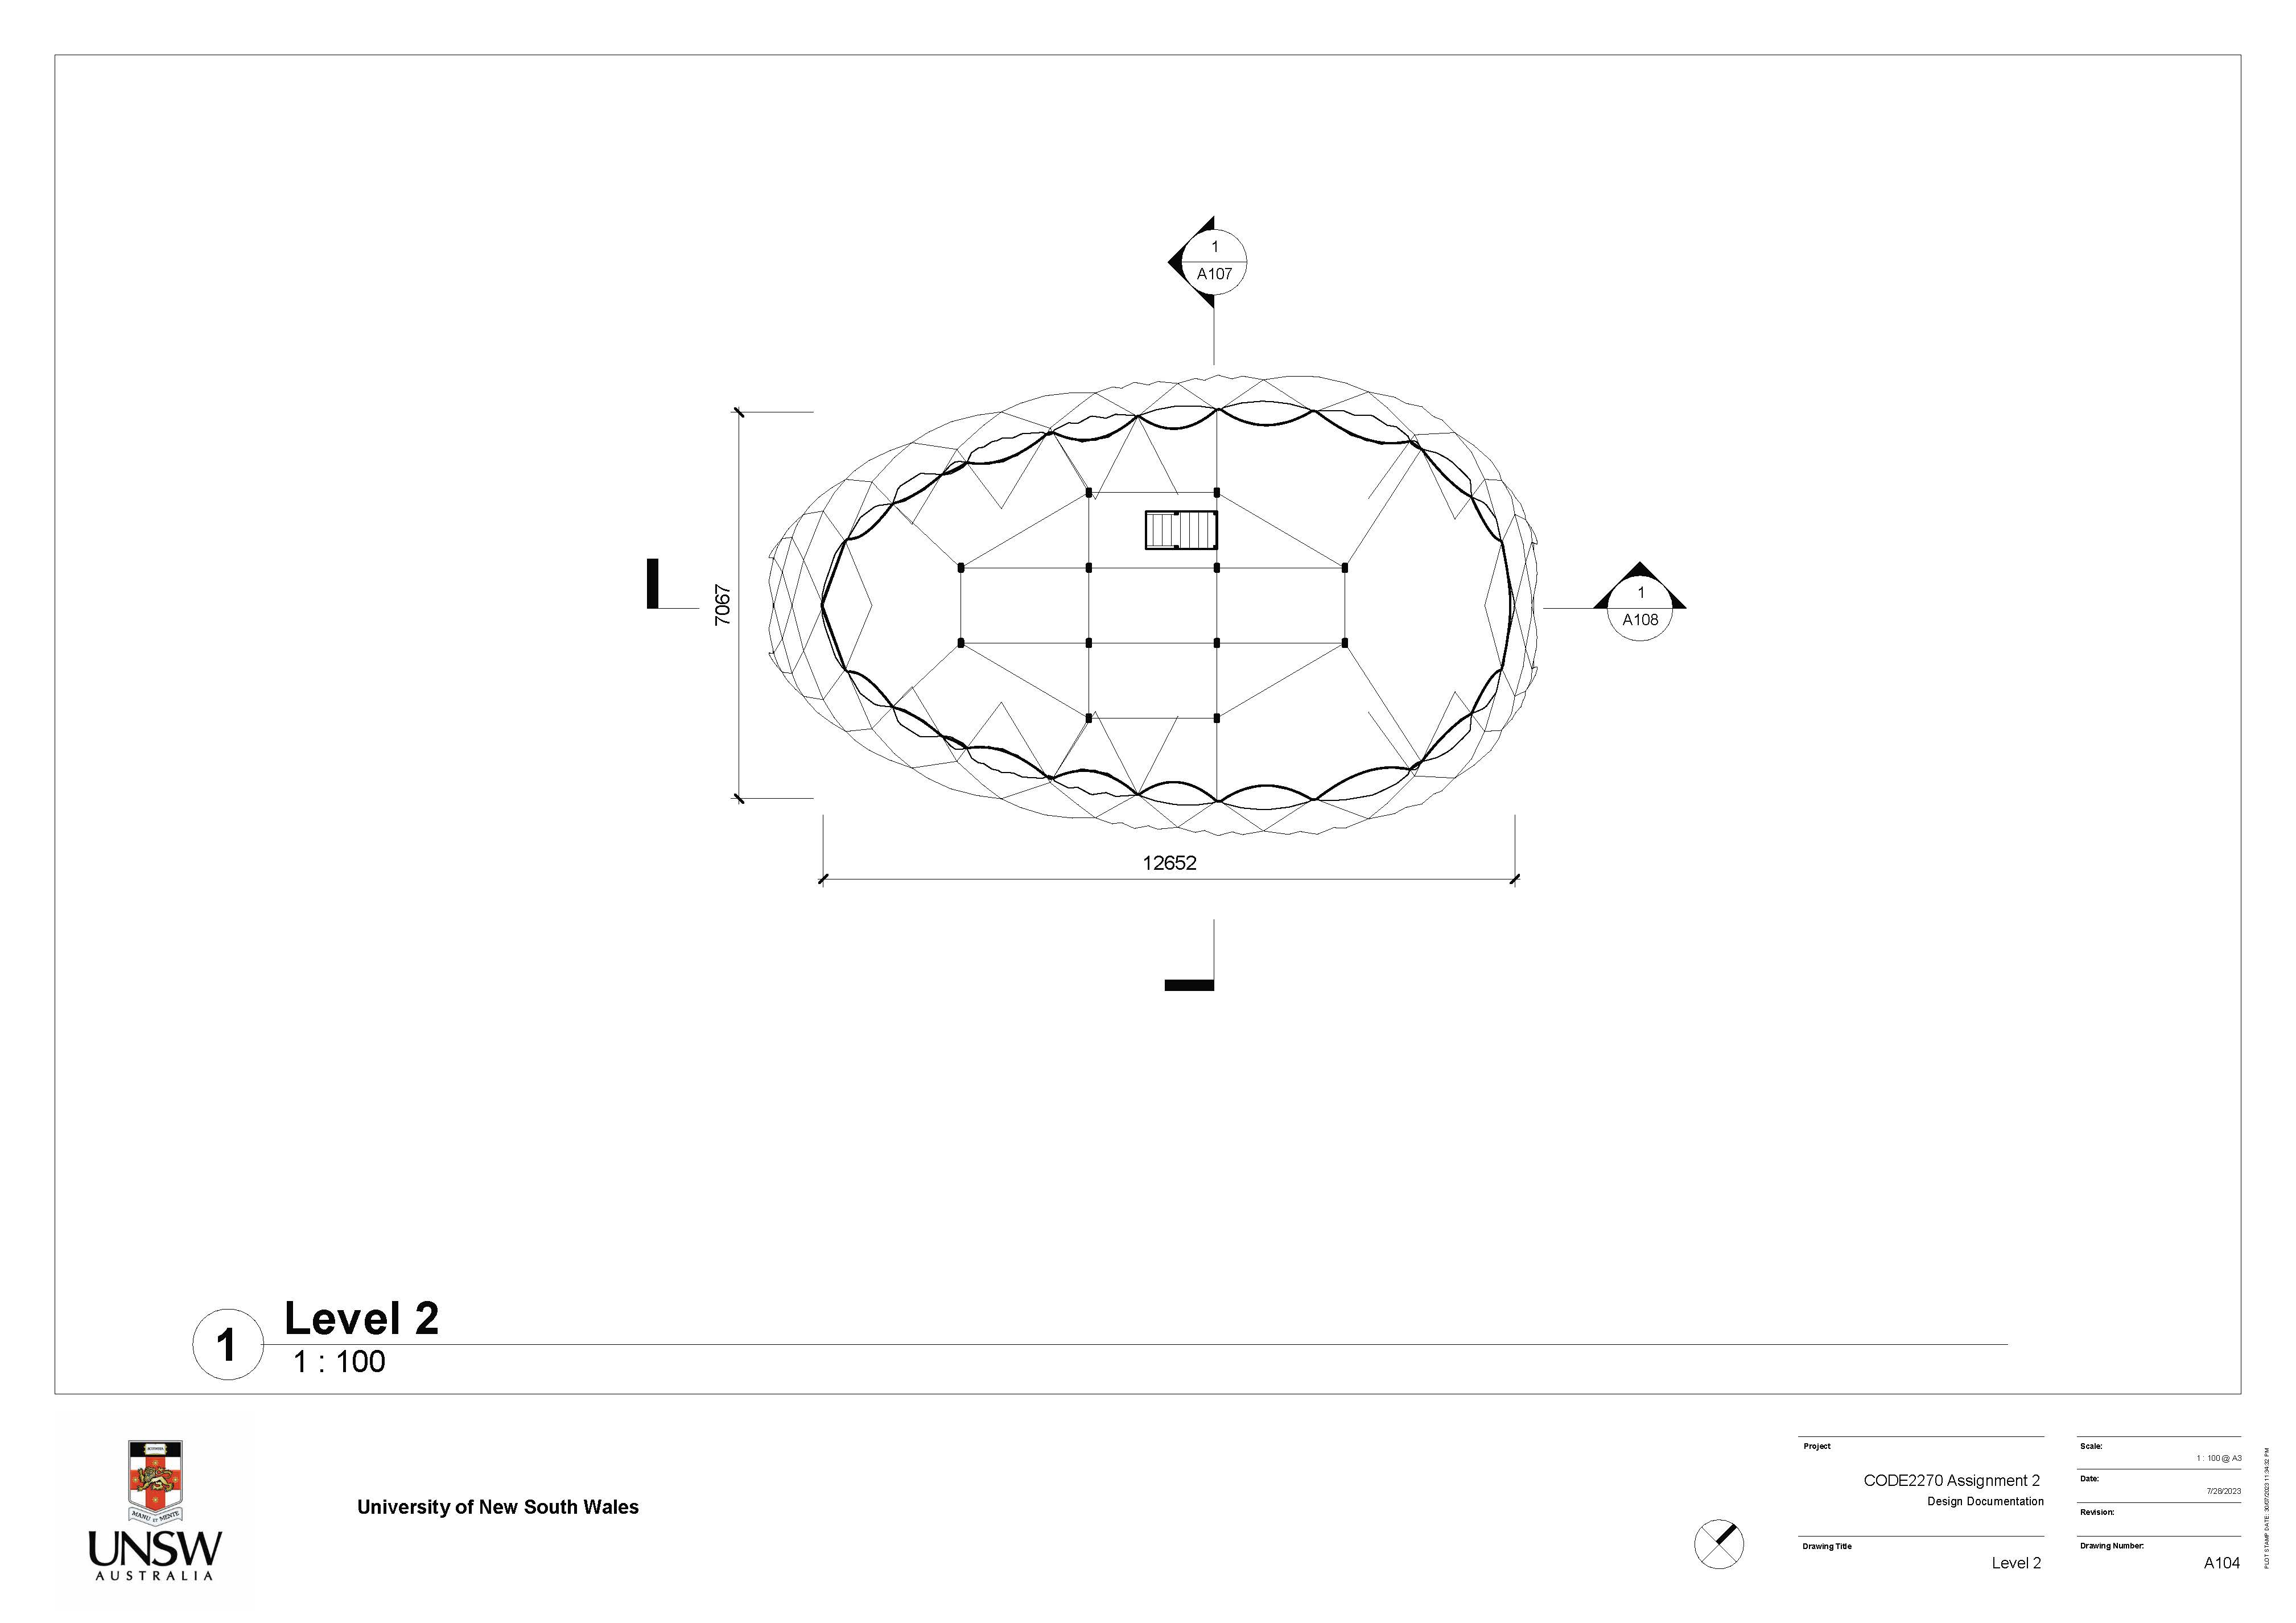 1
A107
7067
1
A108
12652
1
Level 2
1 : 100
MANU ET MENTE
UNSW
AUSTRALIA
University of New South Wales
Project
CODE2270 Assignment 2
Design Documentation
Drawing Title
Level 2
Scale:
1 : 100 @ A3
Date:
7/28/2023
Revision:
Drawing Number:
A104
PLOT STAMP DATE: 30/07/2023 11:34:32 PM